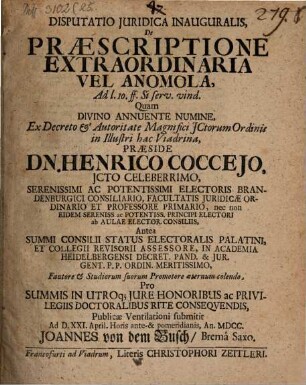 DISPUTATIO JURIDICA INAUGURALIS,
De
PRÆSCRIPTIONE
EXTRAORDINARIA
VEL ANOMOLA,
Ad l. 10. ff. Si serv. vind.
Quam
DIVINO ANNUENTE NUMINE,
Ex Decreto & Autoritate Magnifici JCtorum Ordinis
in Illustri hac Viadrina,
PRÆSIDE
DN. HENRICO COCCEJO,
JCTO CELEBERRIMO,
SERENISSIMI AC POTENTISSIMI ELECTORIS BRAN-
DENBURGICI CONSILIARIO, FACULTATIS JURIDICÆ OR-
DINARIO ET PROFESSORE PRIMARIO, nec non
EIDEM SERENISS ac POTENTISS. PRINCIPI ELECTORI
ab AULAE ELECTOR. CONSILIIS,
Antea
SUMMI CONSILII STATUS ELECTORALIS PALATINI,
ET COLLEGII REVISORII ASSESSORE, IN ACADEMIA
HEIDELBERGENSI DECRET. PAND. & JUR.
GENT. P. P. ORDIN. MERITISSIMO,
Fautore & Studiorum suorum Promotore æternum colendo,
Pro
SUMMIS IN UTROq; JURE HONORIBUS ac PRIVI-
LEGIIS DOCTORALIBUS RITE CONSEQVENDIS,
Publicæ Ventilationi submittit
Ad D. XXI. April. Horis ante-& pomeridianis, An. MDCC.
JOANNES von dem Busch / Bremâ Saxo.
Francofurti ad Viadrum, Literis CHRISTOPHORI ZEITLERI.